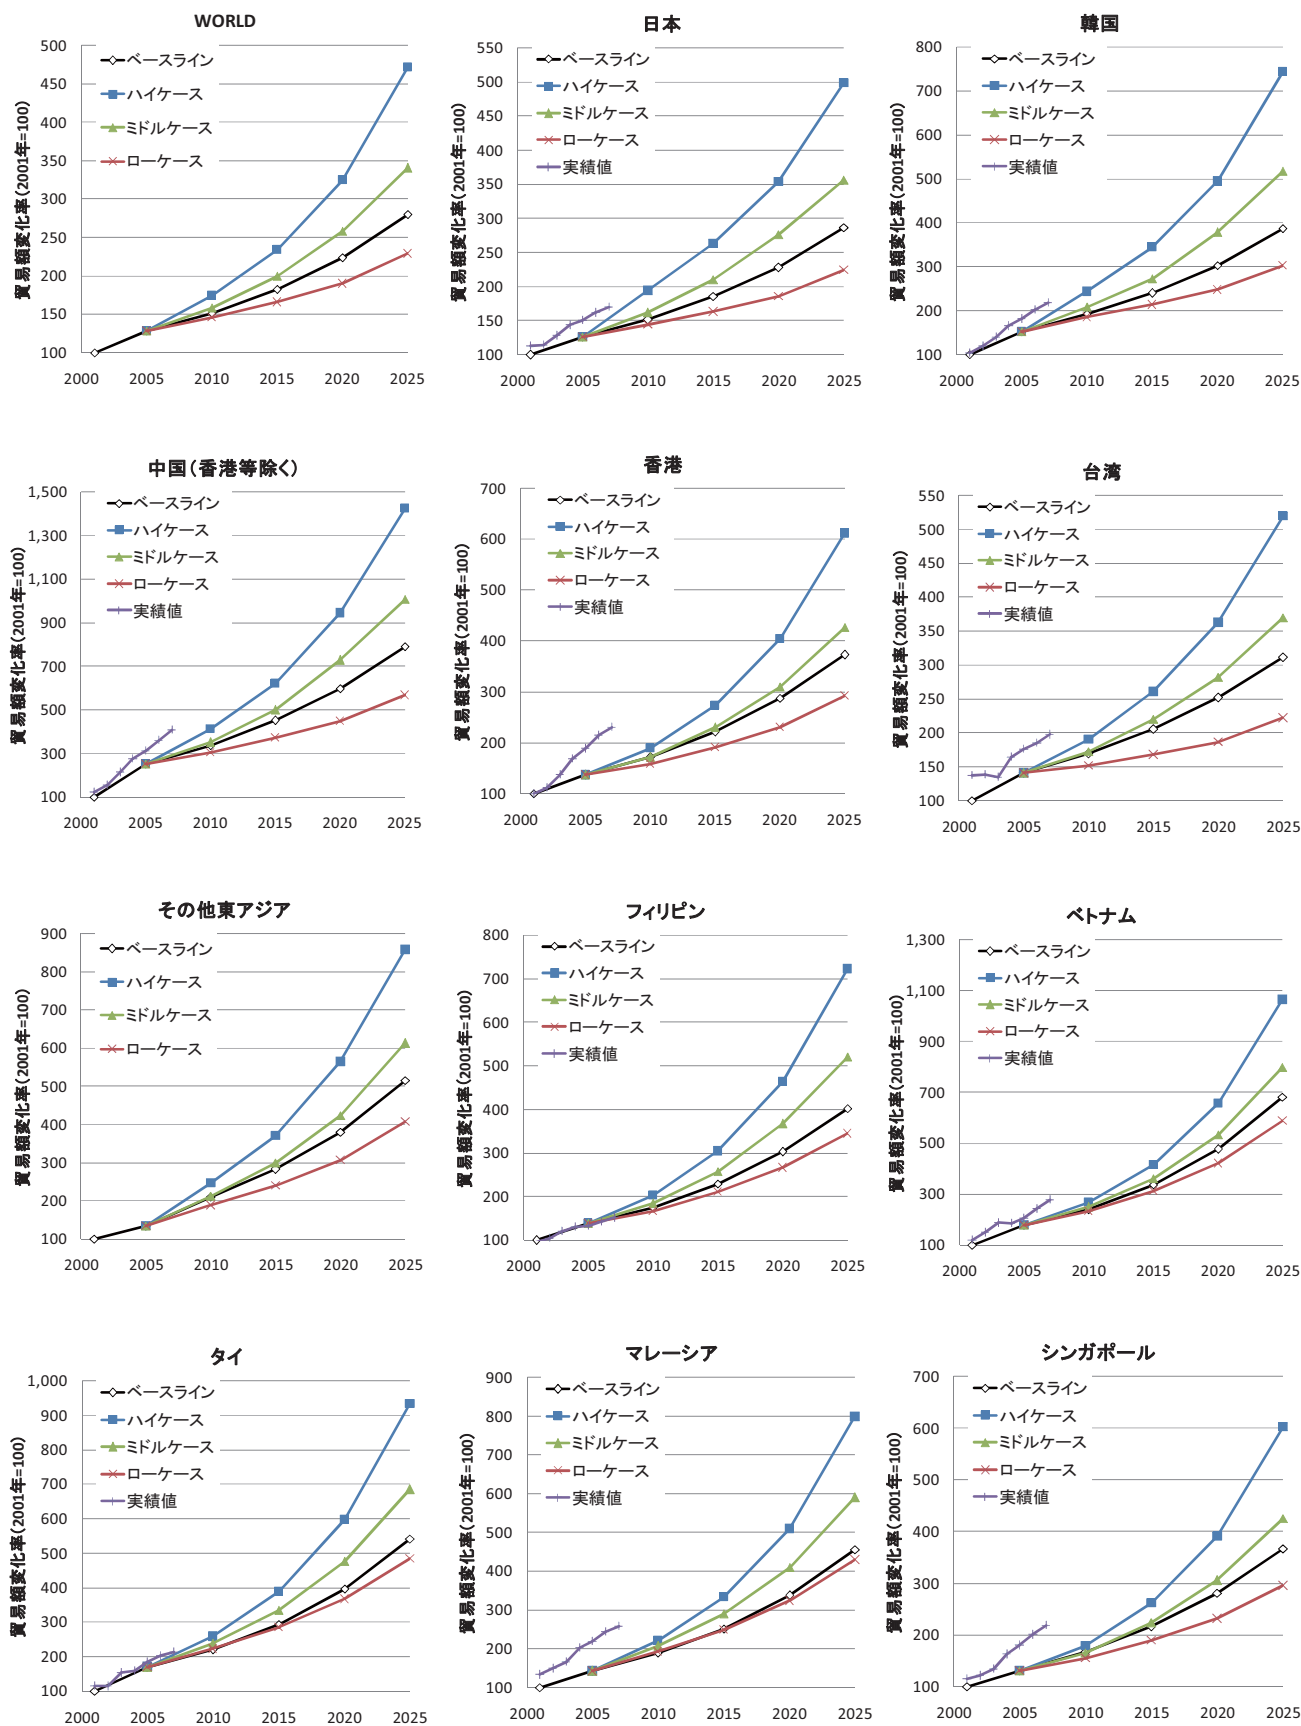 WORLD
貿易額変化率(2001年=100)
500
450
400
350
300
250
200
150
100
ベースライン
ハイケース
ミドルケース
ローケース
2000 2005 2010 2015 2020 2025
日本
貿易額変化率(2001年=100)
550
500
450
400
350
300
250
200
150
100
ベースライン
ハイケース
ミドルケース
ローケース
実績値
2000 2005 2010 2015 2020 2025
韓国
貿易額変化率(2001年=100)
800
700
600
500
400
300
200
100
ベースライン
ハイケース
ミドルケース
ローケース
実績値
2000 2005 2010 2015 2020 2025
中国(香港等除く)
貿易額変化率(2001年=100)
1,500
1,300
1,100
900
700
500
300
100
ベースライン
ハイケース
ミドルケース
ローケース
実績値
2000 2005 2010 2015 2020 2025
香港
貿易額変化率(2001年=100)
700
600
500
400
300
200
100
ベースライン
ハイケース
ミドルケース
ローケース
実績値
2000 2005 2010 2015 2020 2025
台湾
貿易額変化率(2001年=100)
550
500
450
400
350
300
250
200
150
100
ベースライン
ハイケース
ミドルケース
ローケース
実績値
2000 2005 2010 2015 2020 2025
その他東アジア
貿易額変化率(2001年=100)
900
800
700
600
500
400
300
200
100
ベースライン
ハイケース
ミドルケース
ローケース
2000 2005 2010 2015 2020 2025
フィリピン
貿易額変化率(2001年=100)
800
700
600
500
400
300
200
100
ベースライン
ハイケース
ミドルケース
ローケース
実績値
2000 2005 2010 2015 2020 2025
ベトナム
貿易額変化率(2001年=100)
1,300
1,100
900
700
500
300
100
ベースライン
ハイケース
ミドルケース
ローケース
実績値
2000 2005 2010 2015 2020 2025
タイ
貿易額変化率(2001年=100)
1,000
900
800
700
600
500
400
300
200
100
ベースライン
ハイケース
ミドルケース
ローケース
実績値
2000 2005 2010 2015 2020 2025
マレーシア
貿易額変化率(2001年=100)
900
800
700
600
500
400
300
200
100
ベースライン
ハイケース
ミドルケース
ローケース
実績値
2000 2005 2010 2015 2020 2025
シンガポール
貿易額変化率(2001年=100)
700
600
500
400
300
200
100
ベースライン
ハイケース
ミドルケース
ローケース
実績値
2000 2005 2010 2015 2020 2025